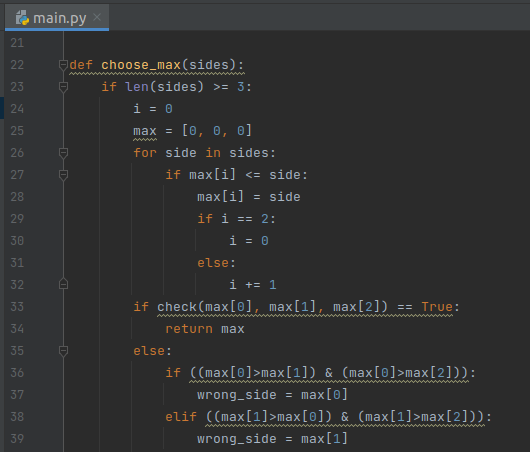 main.py
21
22 def choose_max(sides):
23     if len(sides) >= 3:
24         i = 0
25         max = [0, 0, 0]
26         for side in sides:
27             if max[i] <= side:
28                 max[i] = side
29                 if i == 2:
30                     i = 0
31                 else:
32                     i += 1
33         if check(max[0], max[1], max[2]) == True:
34             return max
35         else:
36             if ((max[0]>max[1]) & (max[0]>max[2])):
37                 wrong_side = max[0]
38             elif ((max[1]>max[0]) & (max[1]>max[2])):
39                 wrong_side = max[1]